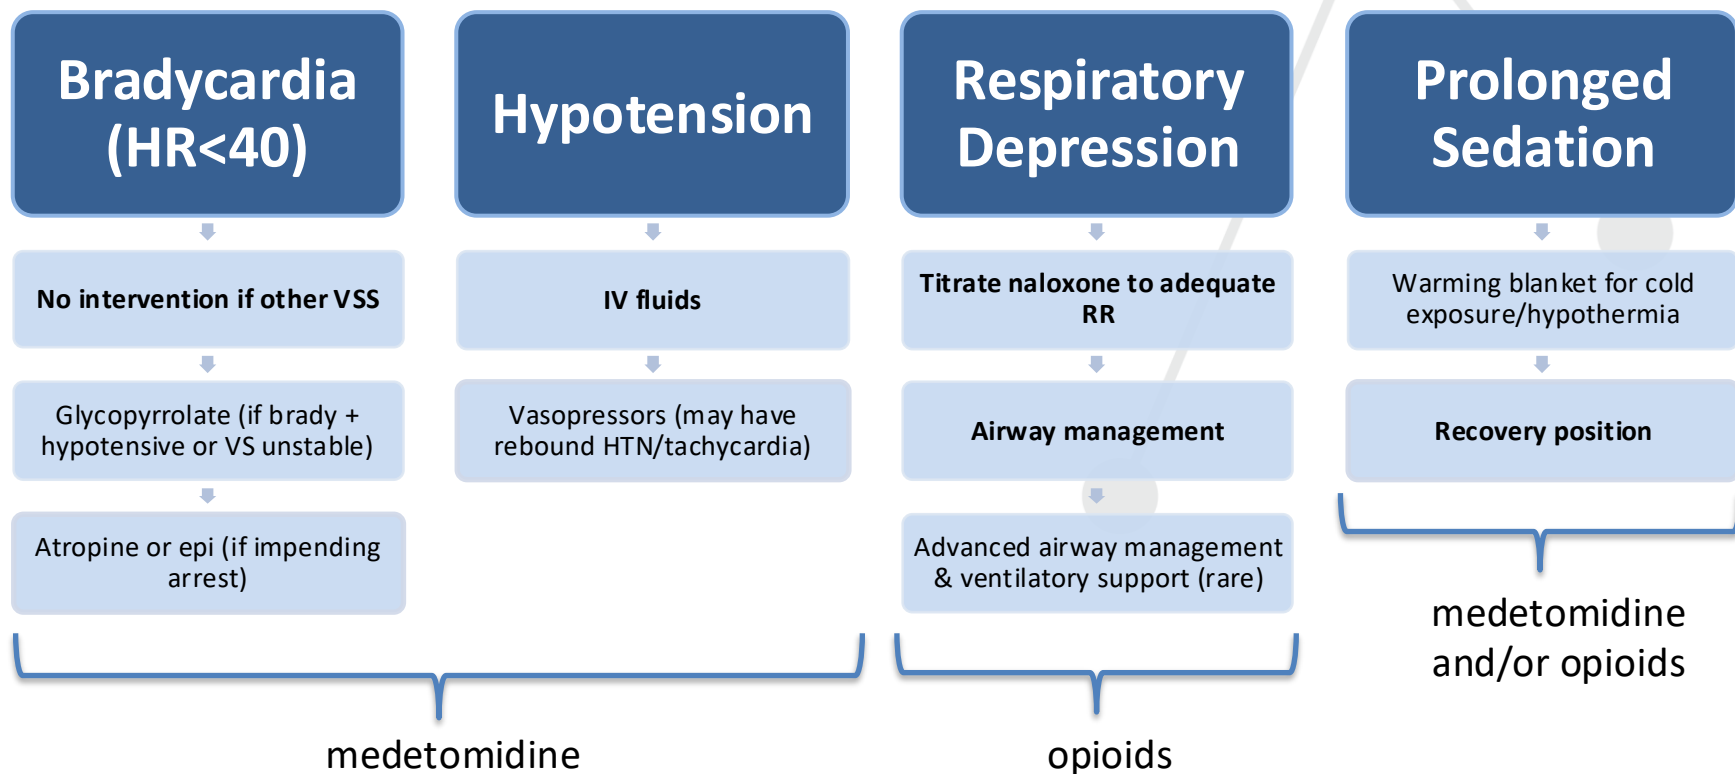 Bradycardia
(HR<40)
No intervention if other VSS
Glycopyrrolate (if brady +
hypotensive or VS unstable)
Atropine or epi (if impending
arrest)
Hypotension
IV fluids
Vasopressors (may have
rebound HTN/tachycardia)
medetomidine
Respiratory
Depression
Titrate naloxone to adequate
RR
Airway management
Advanced airway management
& ventilatory support (rare)
opioids
Prolonged
Sedation
Warming blanket for cold
exposure/hypothermia
Recovery position
medetomidine
and/or opioids